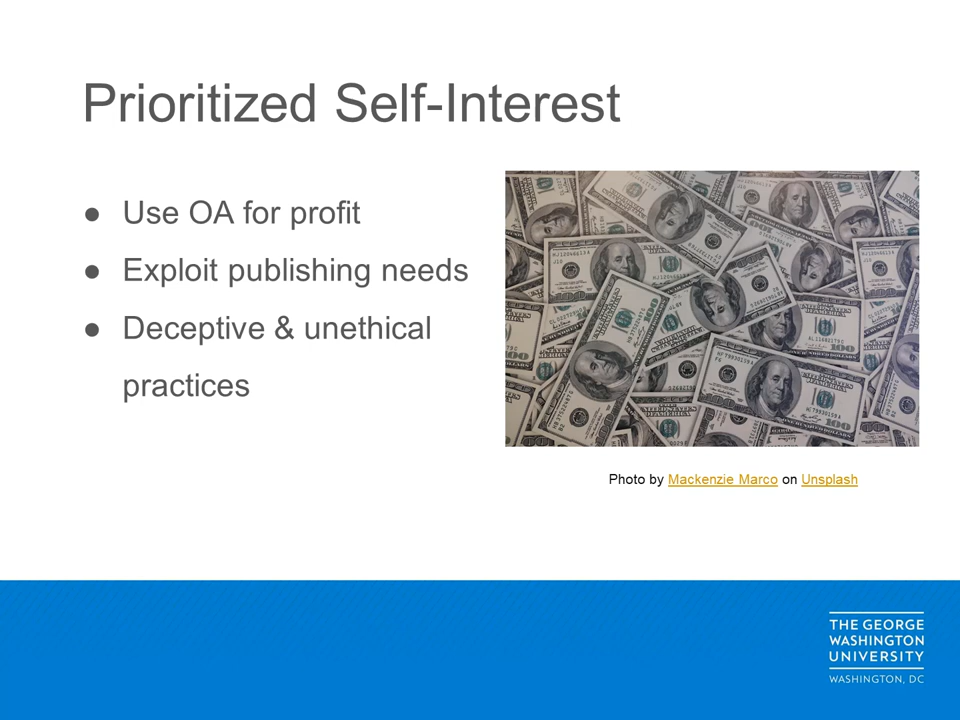 Prioritized Self-Interest
● Use OA for profit
● Exploit publishing needs
● Deceptive & unethical
practices
Photo by Mackenzie Marco on Unsplash
THE GEORGE
WASHINGTON
UNIVERSITY
WASHINGTON, DC